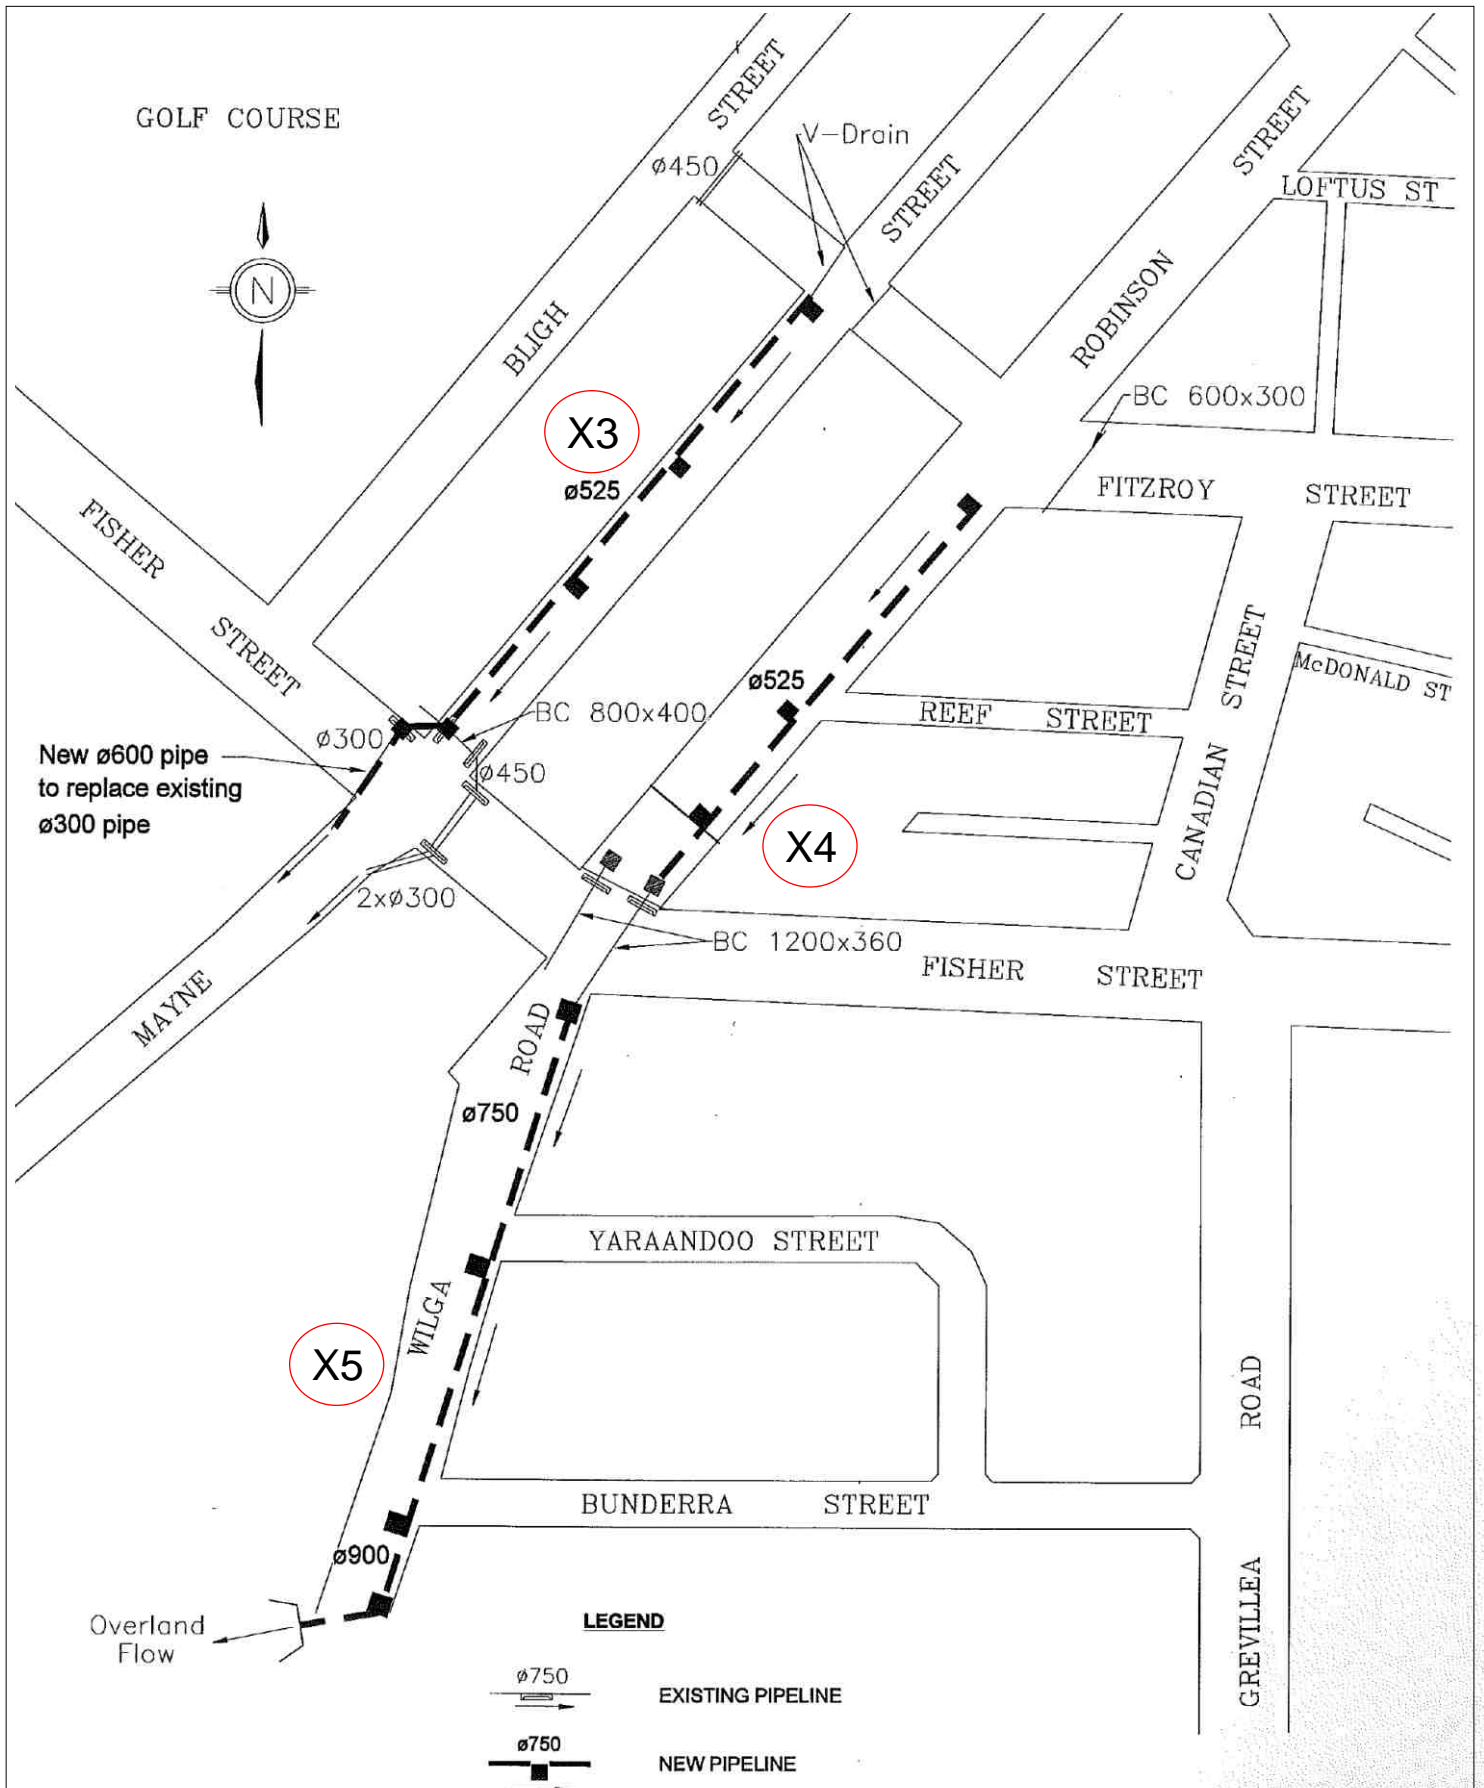 GOLF COURSE
STREET
V-Drain
ø450
STREET
STREET
LOFTUS ST
N
BLIGH
ROBINSON
BC 600x300
X3
ø525
FITZROY STREET
FISHER
STREET
ø525
STREET
McDONALD ST
REEF STREET
BC 800x400
ø300
New ø600 pipe
to replace existing
ø300 pipe
ø450
CANADIAN
X4
2xø300
BC 1200x360
FISHER STREET
MAYNE
ROAD
ø750
YARAANDOO STREET
WILGA
X5
ROAD
BUNDERRA STREET
ø900
GREVILLEA
Overland
Flow
LEGEND
ø750
EXISTING PIPELINE
ø750
NEW PIPELINE